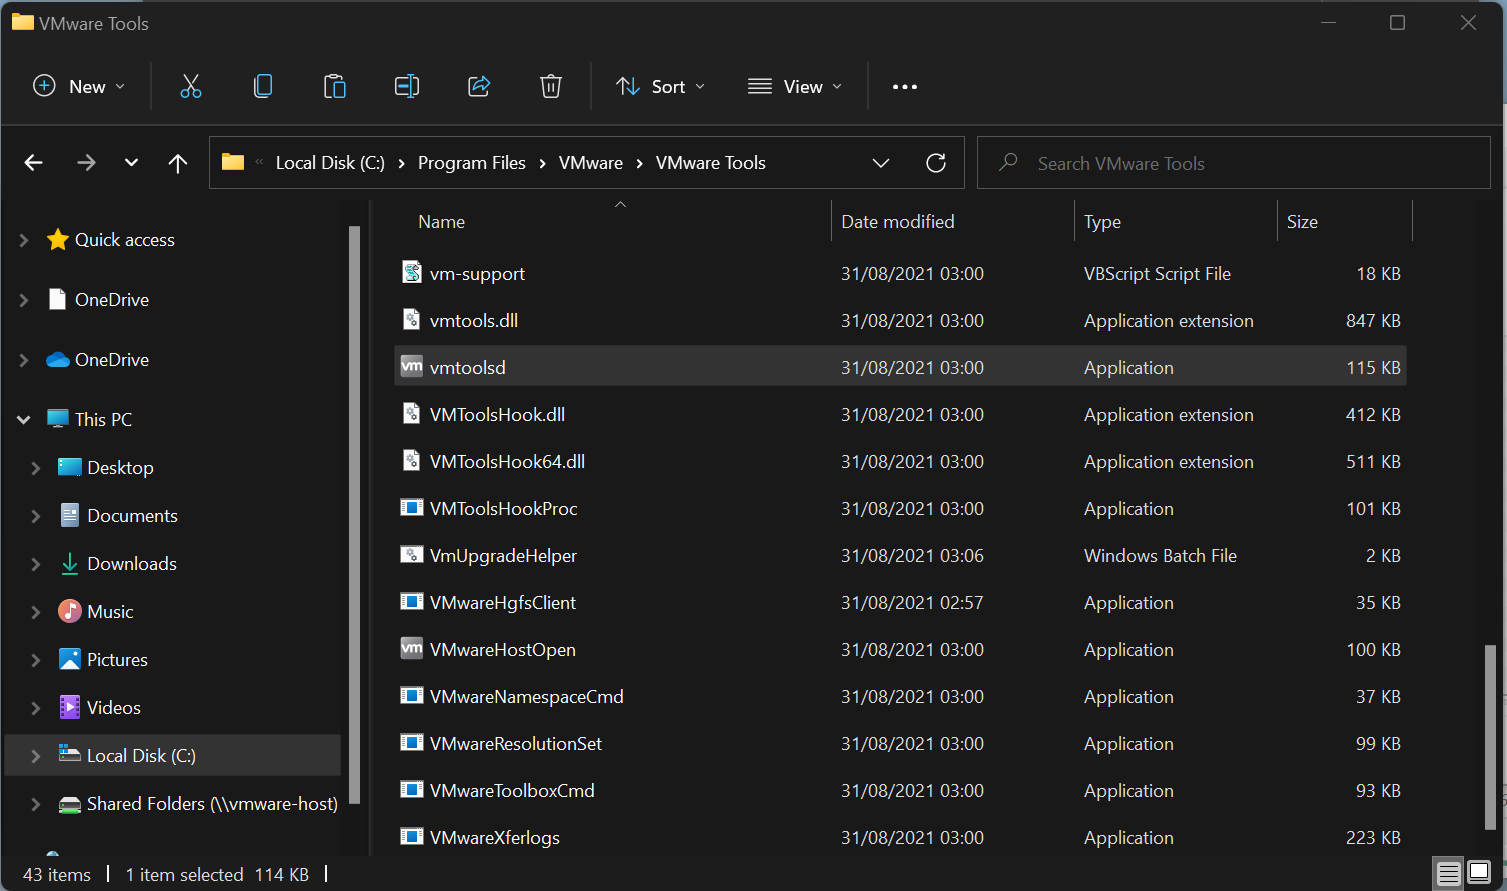 VMware Tools
New Sort View
« Local Disk (C:) › Program Files › VMware › VMware Tools Search VMware Tools
Name Date modified Type Size
Quick access
OneDrive
OneDrive
This PC
Desktop
Documents
Downloads
Music
Pictures
Videos
Local Disk (C:)
Shared Folders (\\vmware-host)
vm-support 31/08/2021 03:00 VBScript Script File 18 KB
vmtools.dll 31/08/2021 03:00 Application extension 847 KB
vm vmtoolsd 31/08/2021 03:00 Application 115 KB
VMToolsHook.dll 31/08/2021 03:00 Application extension 412 KB
VMToolsHook64.dll 31/08/2021 03:00 Application extension 511 KB
VMToolsHookProc 31/08/2021 03:00 Application 101 KB
VmUpgradeHelper 31/08/2021 03:06 Windows Batch File 2 KB
VMwareHgfsClient 31/08/2021 02:57 Application 35 KB
vm VMwareHostOpen 31/08/2021 03:00 Application 100 KB
VMwareNamespaceCmd 31/08/2021 03:00 Application 37 KB
VMwareResolutionSet 31/08/2021 03:00 Application 99 KB
VMwareToolboxCmd 31/08/2021 03:00 Application 93 KB
VMwareXferlogs 31/08/2021 03:00 Application 223 KB
43 items 1 item selected 114 KB